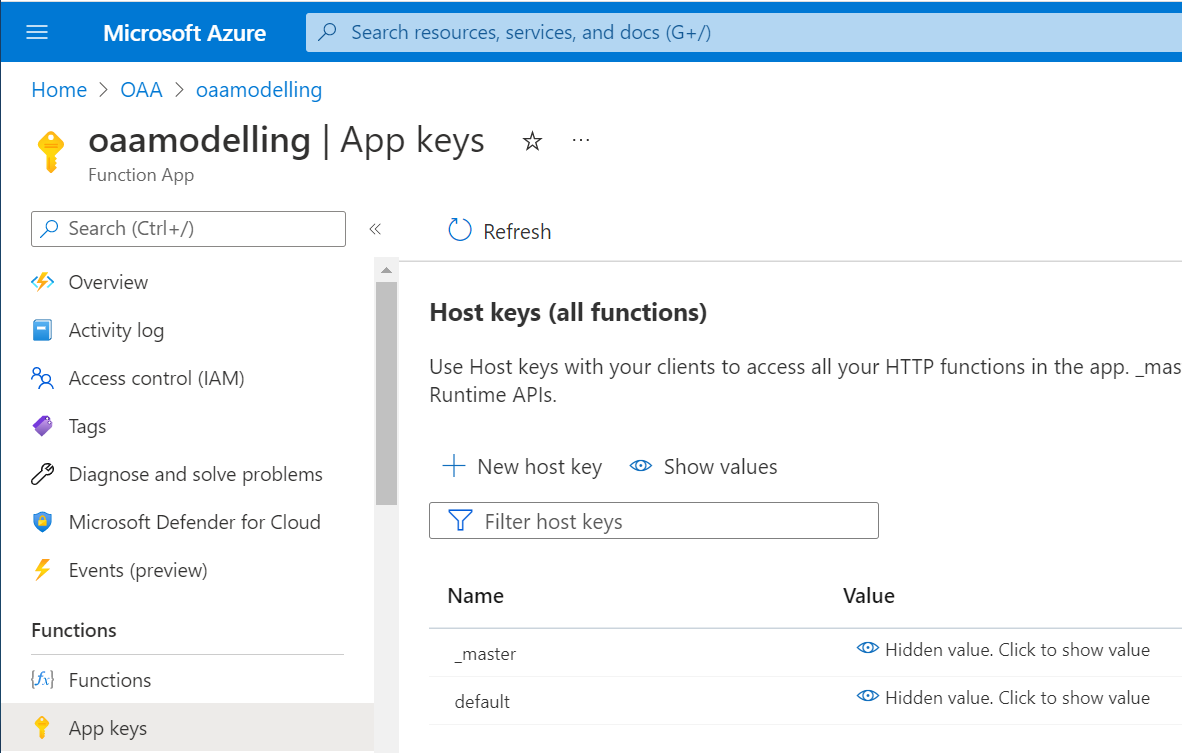 Microsoft Azure
Search resources, services, and docs (G+/)
Home > OAA > oaamodelling
oaamodelling | App keys
Function App
Search (Ctrl+/)
Refresh
Overview
Activity log
Access control (IAM)
Tags
Diagnose and solve problems
Microsoft Defender for Cloud
Events (preview)
Functions
Functions
App keys
Host keys (all functions)
Use Host keys with your clients to access all your HTTP functions in the app. _mas
Runtime APIs.
New host key Show values
Filter host keys
Name Value
_master Hidden value. Click to show value
default Hidden value. Click to show value